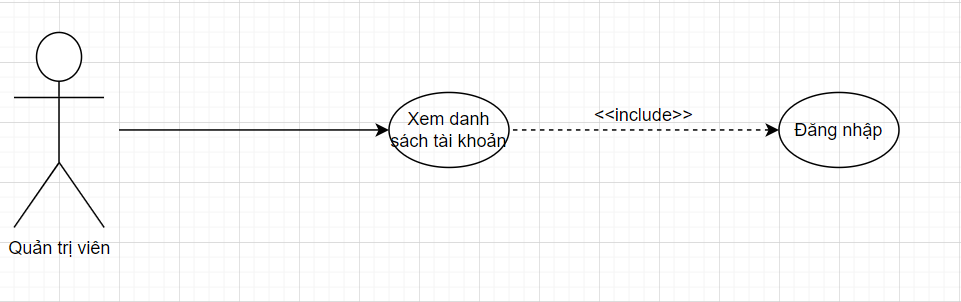 Xem danh
sách tài khoản
<<include>>
Đăng nhập
Quản trị viên